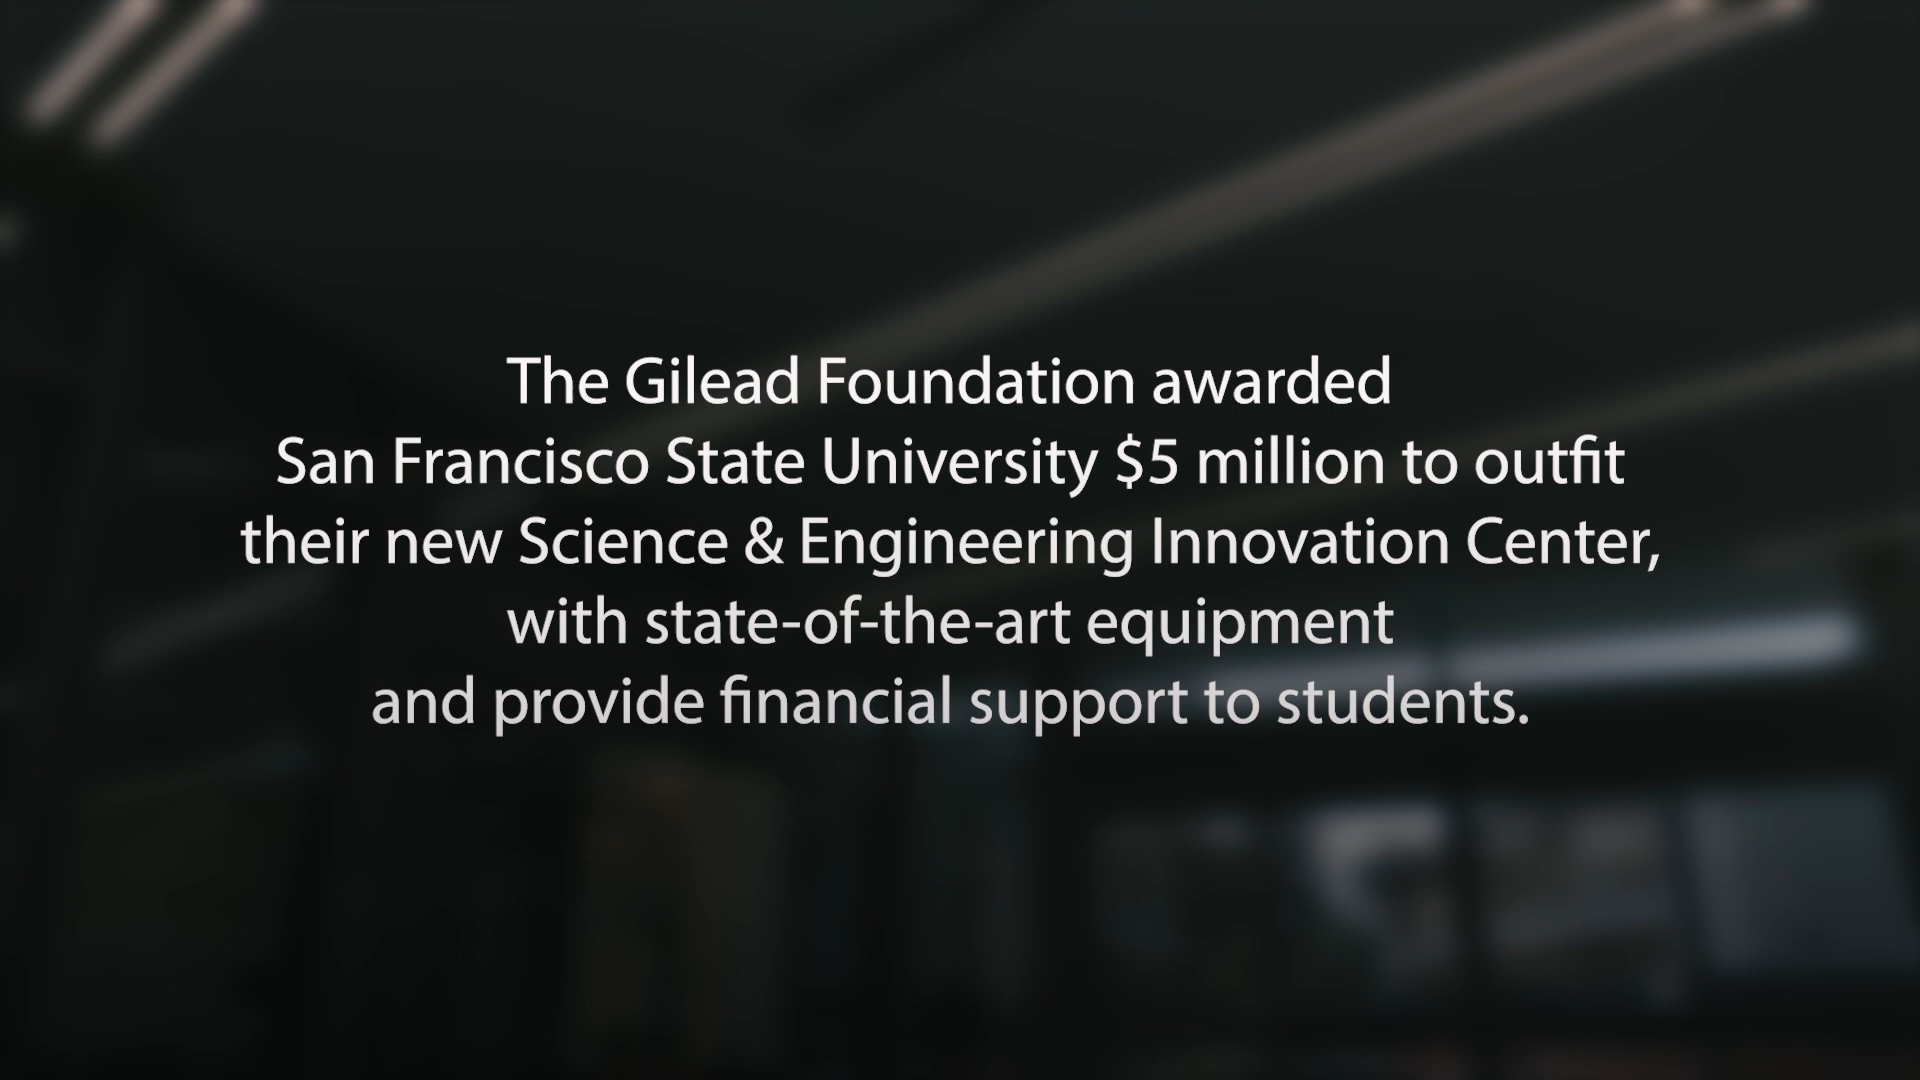 The Gilead Foundation awarded
San Francisco State University $5 million to outfit
their new Science & Engineering Innovation Center,
with state-of-the-art equipment
and provide financial support to students.